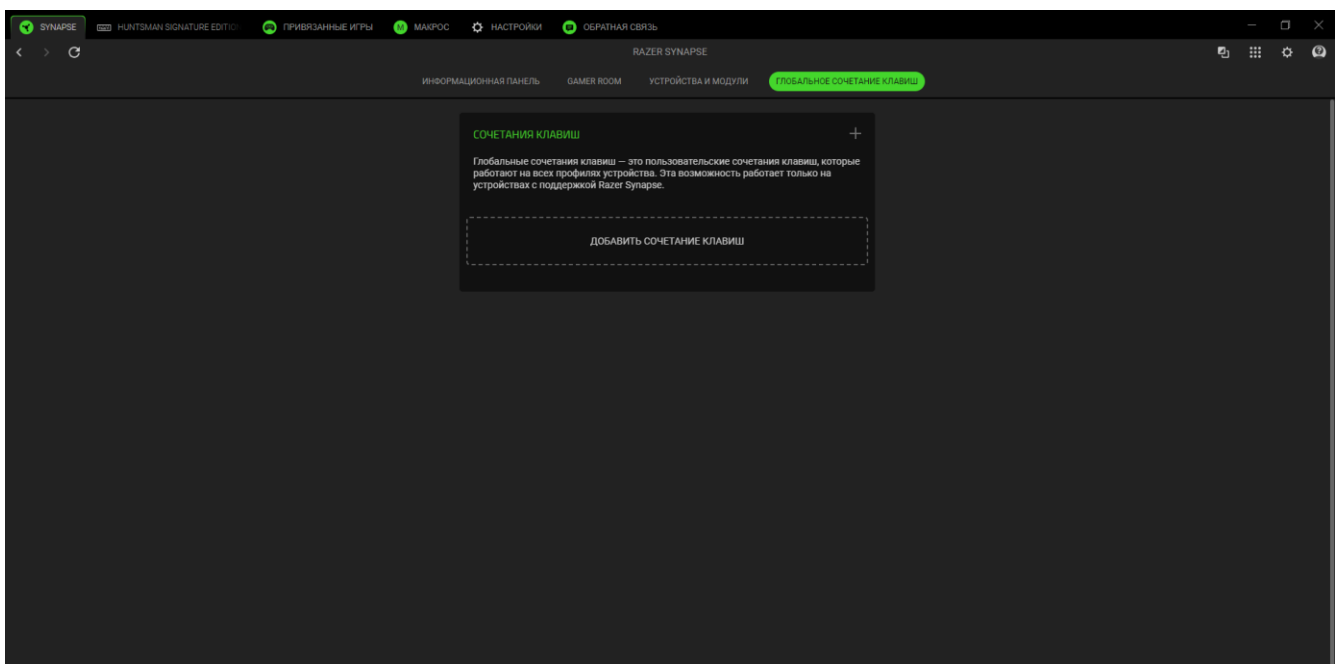 SYNAPSE HUNTSMAN SIGNATURE EDITIO ПРИВЯЗАННЫЕ ИГРЫ M МАКРОС НАСТРОЙКИ ОБРАТНАЯ СВЯЗЬ
RAZER SYNAPSE
ИНФОРМАЦИОННАЯ ПАНЕЛЬ GAMER ROOM УСТРОЙСТВА И МОДУЛИ ГЛОБАЛЬНОЕ СОЧЕТАНИЕ КЛАВИШ
СОЧЕТАНИЯ КЛАВИШ
Глобальные сочетания клавиш — это пользовательские сочетания клавиш, которые
работают на всех профилях устройства. Эта возможность работает только на
устройствах с поддержкой Razer Synapse.
ДОБАВИТЬ СОЧЕТАНИЕ КЛАВИШ